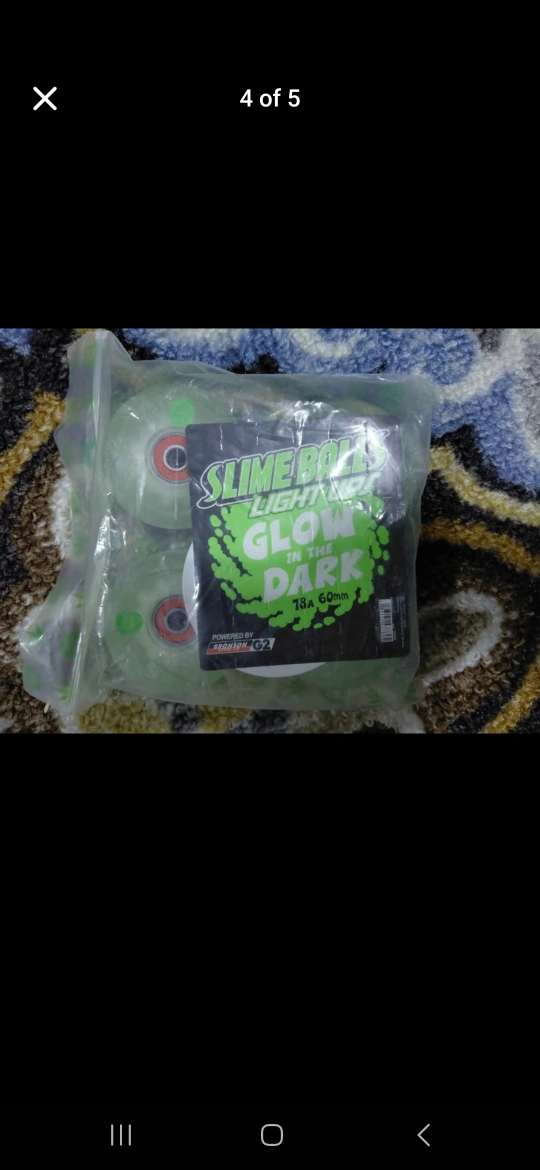 4 of 5
SLIME BALLS
LIGHT UPS
GLOW
IN THE
DARK
78A 60mm
POWERED BY
BRONSON G2